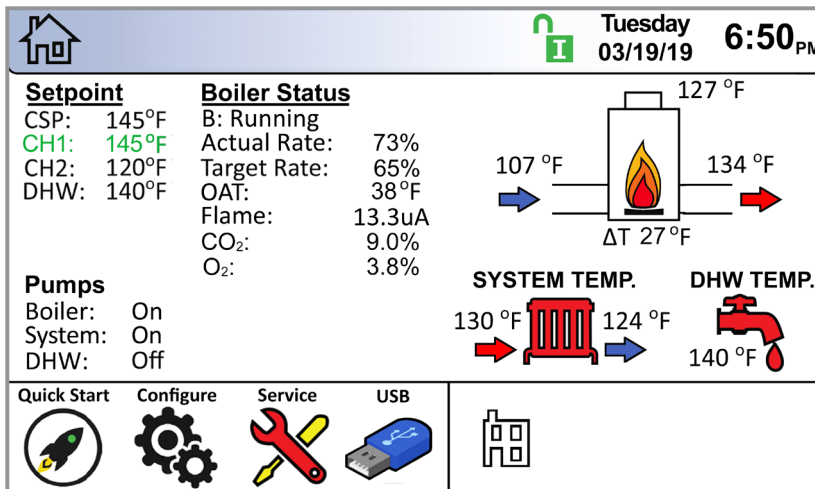 Tuesday
03/19/19
6:50 PM
I
Setpoint
CSP: 145°F
CH1: 145°F
CH2: 120°F
DHW: 140°F
Boiler Status
B: Running
Actual Rate: 73%
Target Rate: 65%
OAT: 38°F
Flame: 13.3uA
CO₂: 9.0%
O₂: 3.8%
127 °F
107 °F
134 °F
ΔT 27 °F
Pumps
Boiler: On
System: On
DHW: Off
SYSTEM TEMP.
130 °F
124 °F
DHW TEMP.
140 °F
Quick Start
Configure
Service
USB